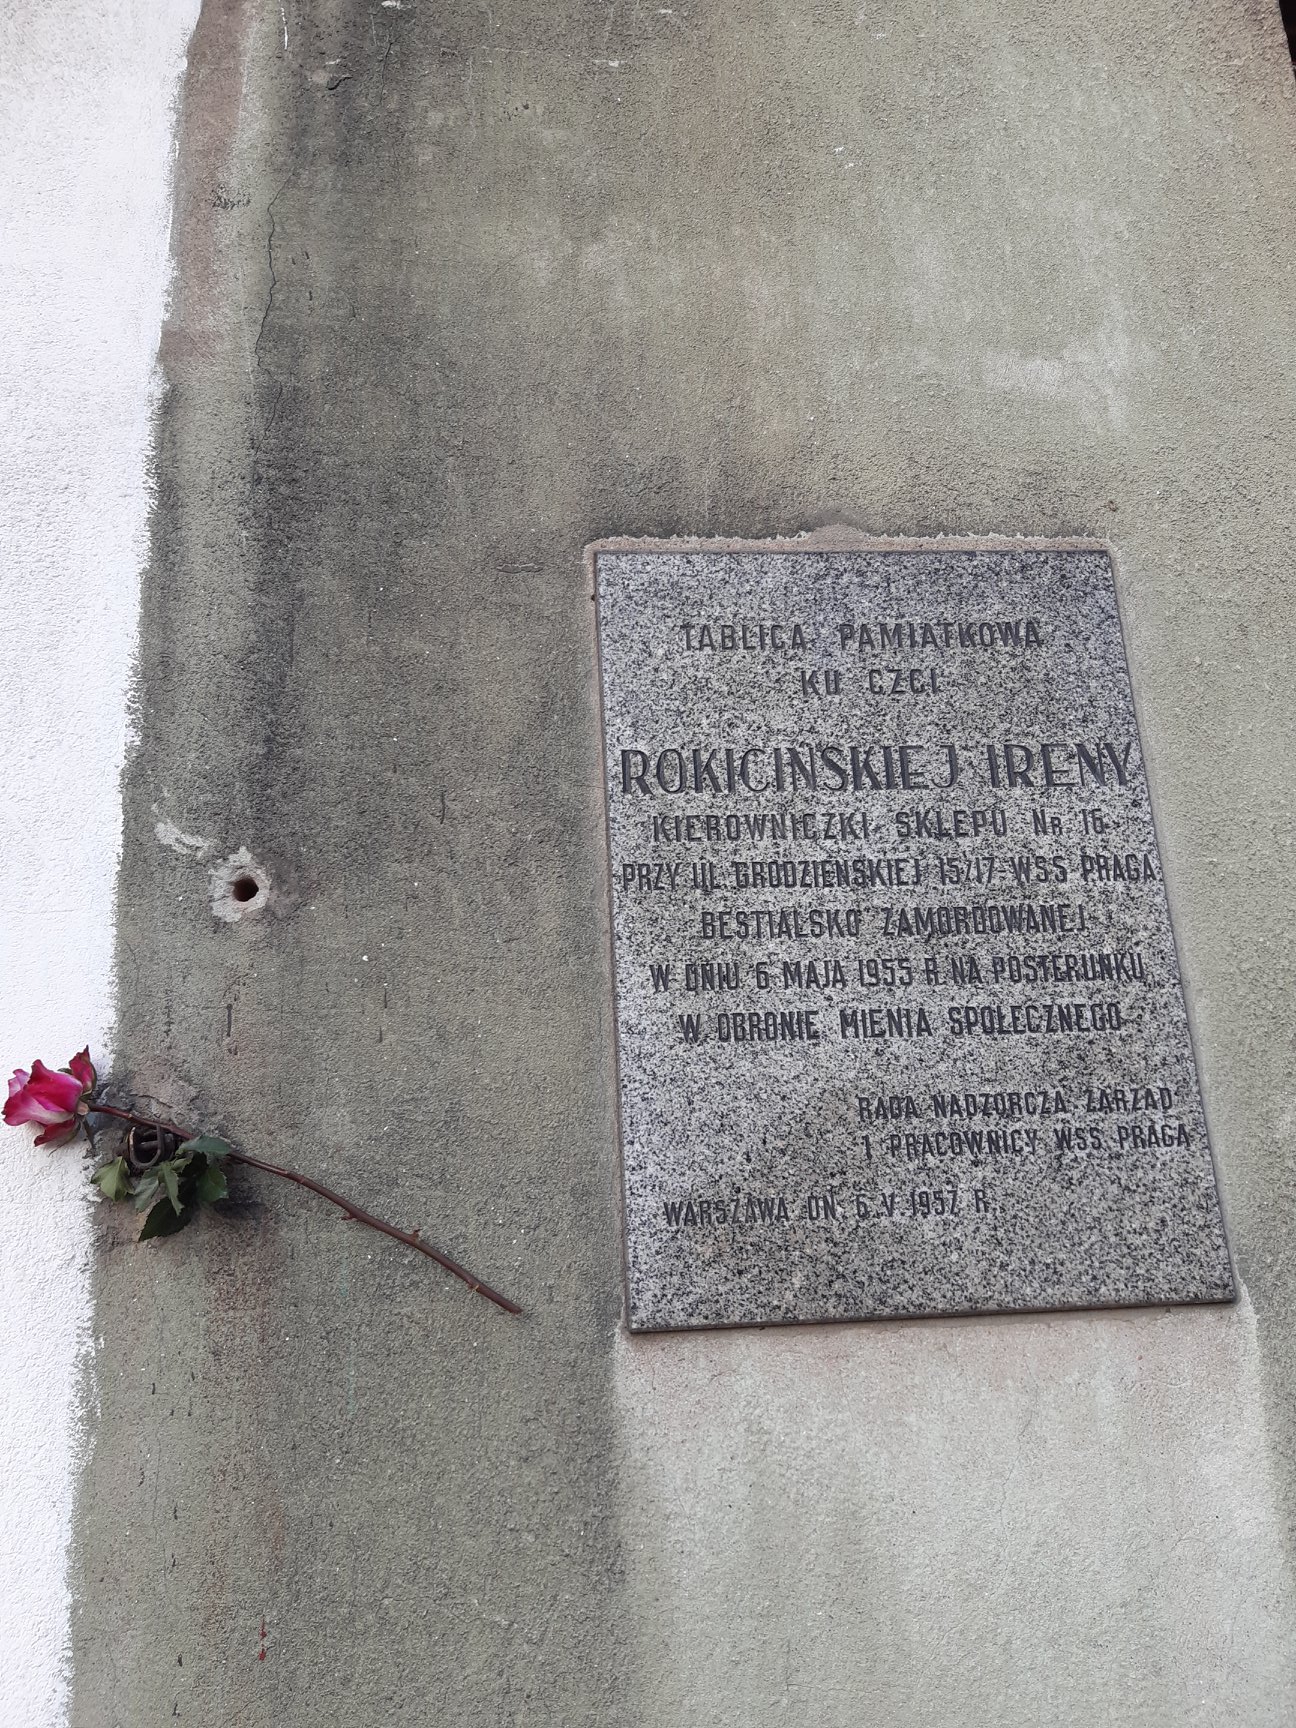 TABLICA PAMIĄTKOWA
KU CZCI
ROKICIŃSKIEJ IRENY
KIEROWNICZKI SKLEPU NR 16
PRZY UL. GRODZIEŃSKIEJ 15/17-WSS PRAGA
BESTIALSKO ZAMORDOWANEJ
W DNIU 6 MAJA 1955 R. NA POSTERUNKU
W OBRONIE MIENIA SPOŁECZNEGO
RADA NADZORCZA ZARZĄD
I PRACOWNICY WSS PRAGA
WARSZAWA DN. 6.V.1957 R.